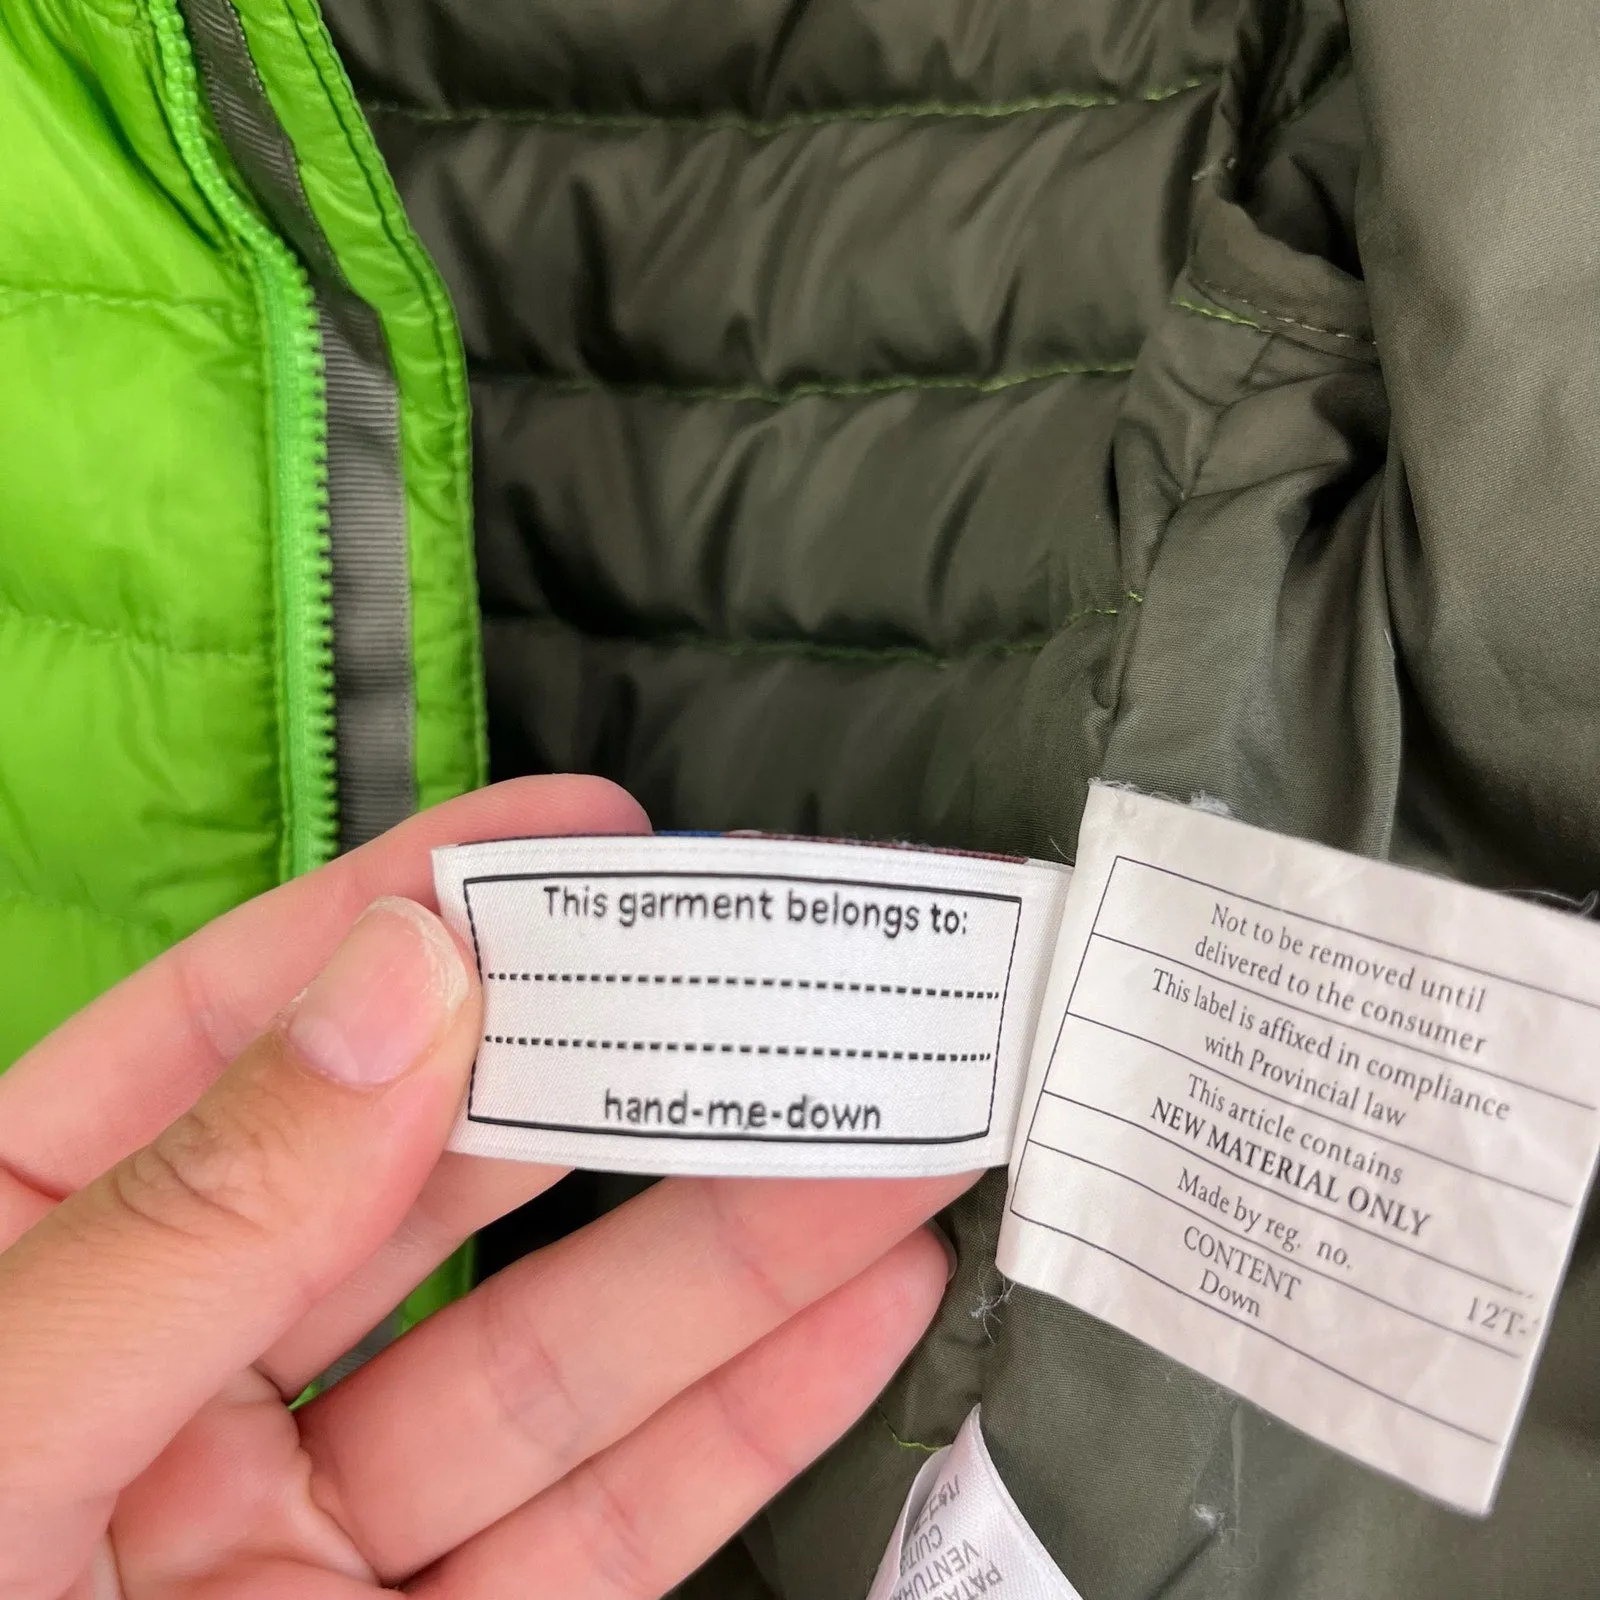 This garment belongs to:
hand-me-down
Not to be removed until
delivered to the consumer
This label is affixed in compliance
with Provincial law
This article contains
NEW MATERIAL ONLY
Made by reg. no.
12T-
CONTENT
Down